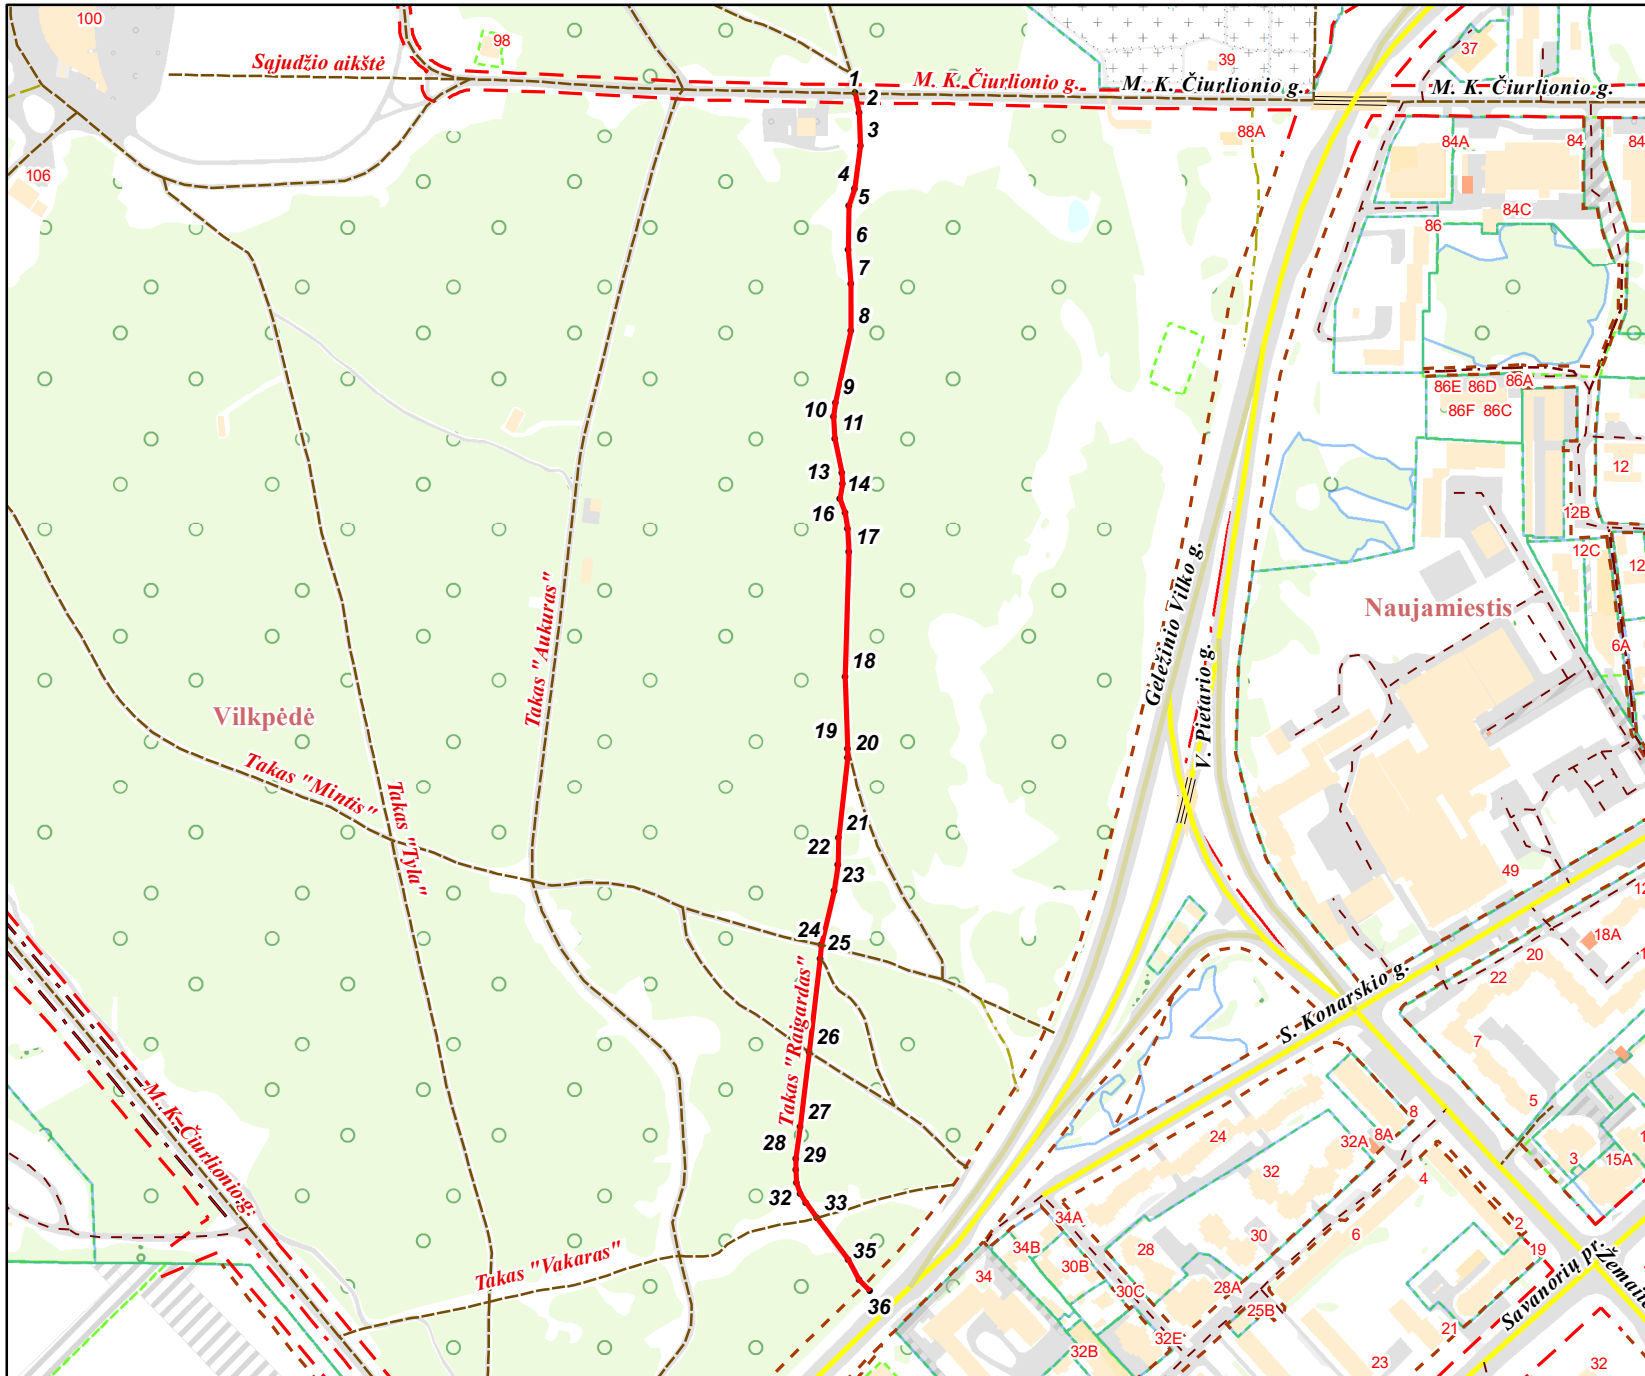 100
98
Sąjudžio aikštė
M. K. Čiurlionio g.
M. K. Čiurlionio g.
M. K. Čiurlionio g.
39
37
88A
84A
84
84
106
84C
86
1
2
3
4
5
6
7
8
9
10
11
13
14
16
17
18
19
20
21
22
23
24
25
26
27
28
29
32
33
35
36
86E
86D
86A
86F
86C
12
12B
12C
12
6A
Geležinio Vilko g.
V. Pietario g.
Naujamiestis
Vilkpėdė
Takas "Aukuras"
Takas "Mintis"
Takas "Tyla"
Takas "Raigardas"
Takas "Vakaras"
M. K. Čiurlionio g.
S. Konarskio g.
49
18A
20
22
7
5
3
15A
8
8A
32A
24
32
4
2
6
19
30
28
34A
34B
30B
30C
34
28A
25B
32E
32B
21
23
32
Savanorių pr.